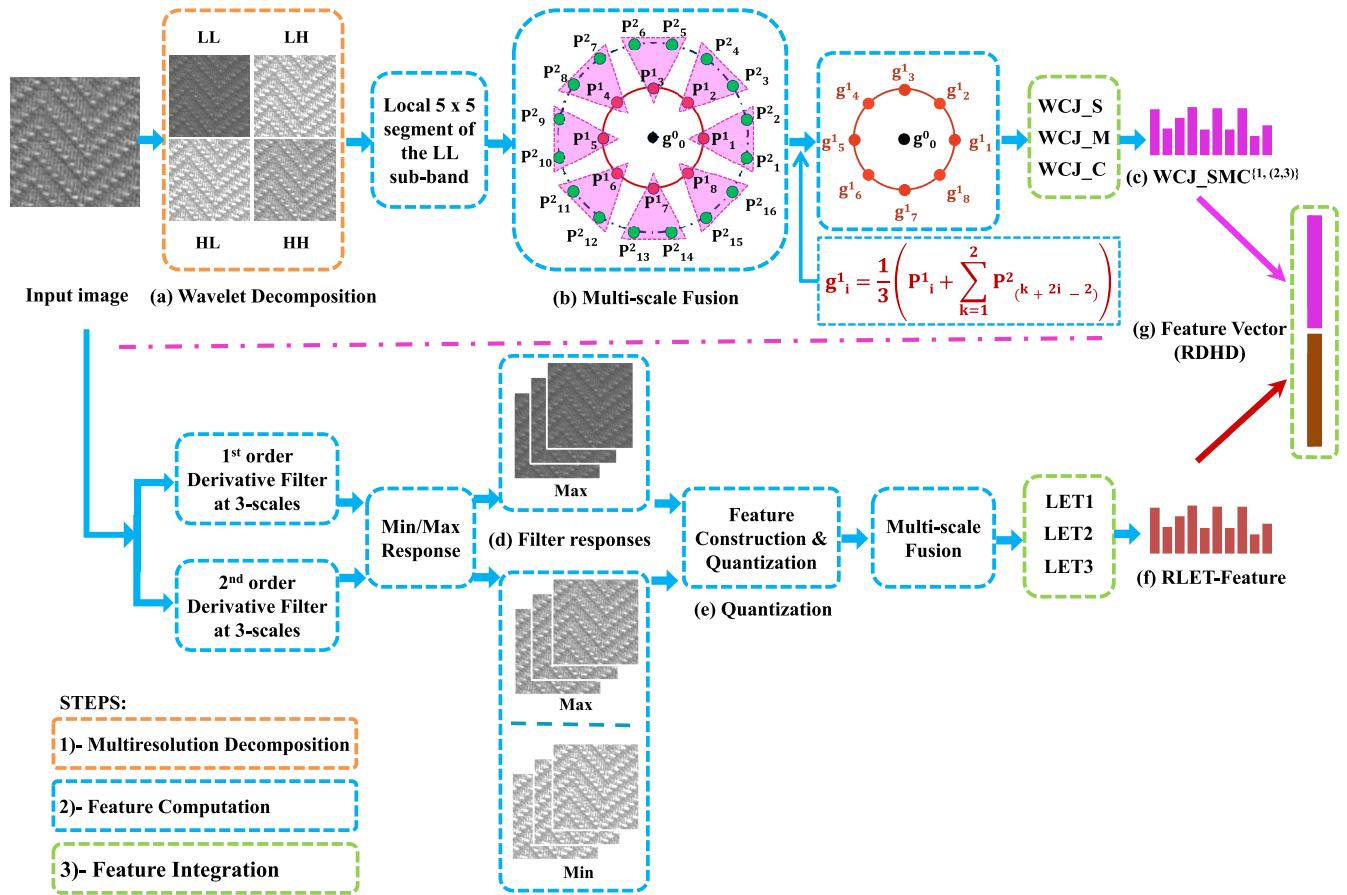 LL LH
HL HH
Input image
(a) Wavelet Decomposition
Local 5 x 5
segment of
the LL
sub-band
P²₆ P²₅
P²₇ P²₄
P²₈ P²₃
P¹₃
P¹₄ P¹₂
P²₉ P²₂
P¹₅ g⁰₀ P¹₁
P²₁₀ P²₁
P¹₆ P¹₈
P¹₇
P²₁₁ P²₁₆
P²₁₂ P²₁₅
P²₁₃ P²₁₄
(b) Multi-scale Fusion
g¹₃
g¹₄ g¹₂
g¹₅ g⁰₀ g¹₁
g¹₆ g¹₈
g¹₇
g¹ᵢ = 1/3 ( P¹ᵢ + ∑ₖ₌₁² P²₍ₖ ₊ ₂ᵢ ₋ ₂₎ )
WCJ_S
WCJ_M
WCJ_C
(c) WCJ_SMC{1, (2,3)}
(g) Feature Vector
(RDHD)
1st order
Derivative Filter
at 3-scales
2nd order
Derivative Filter
at 3-scales
Min/Max
Response
Max
(d) Filter responses
Max
Min
Feature
Construction &
Quantization
(e) Quantization
Multi-scale
Fusion
LET1
LET2
LET3
(f) RLET-Feature
STEPS:
1)- Multiresolution Decomposition
2)- Feature Computation
3)- Feature Integration